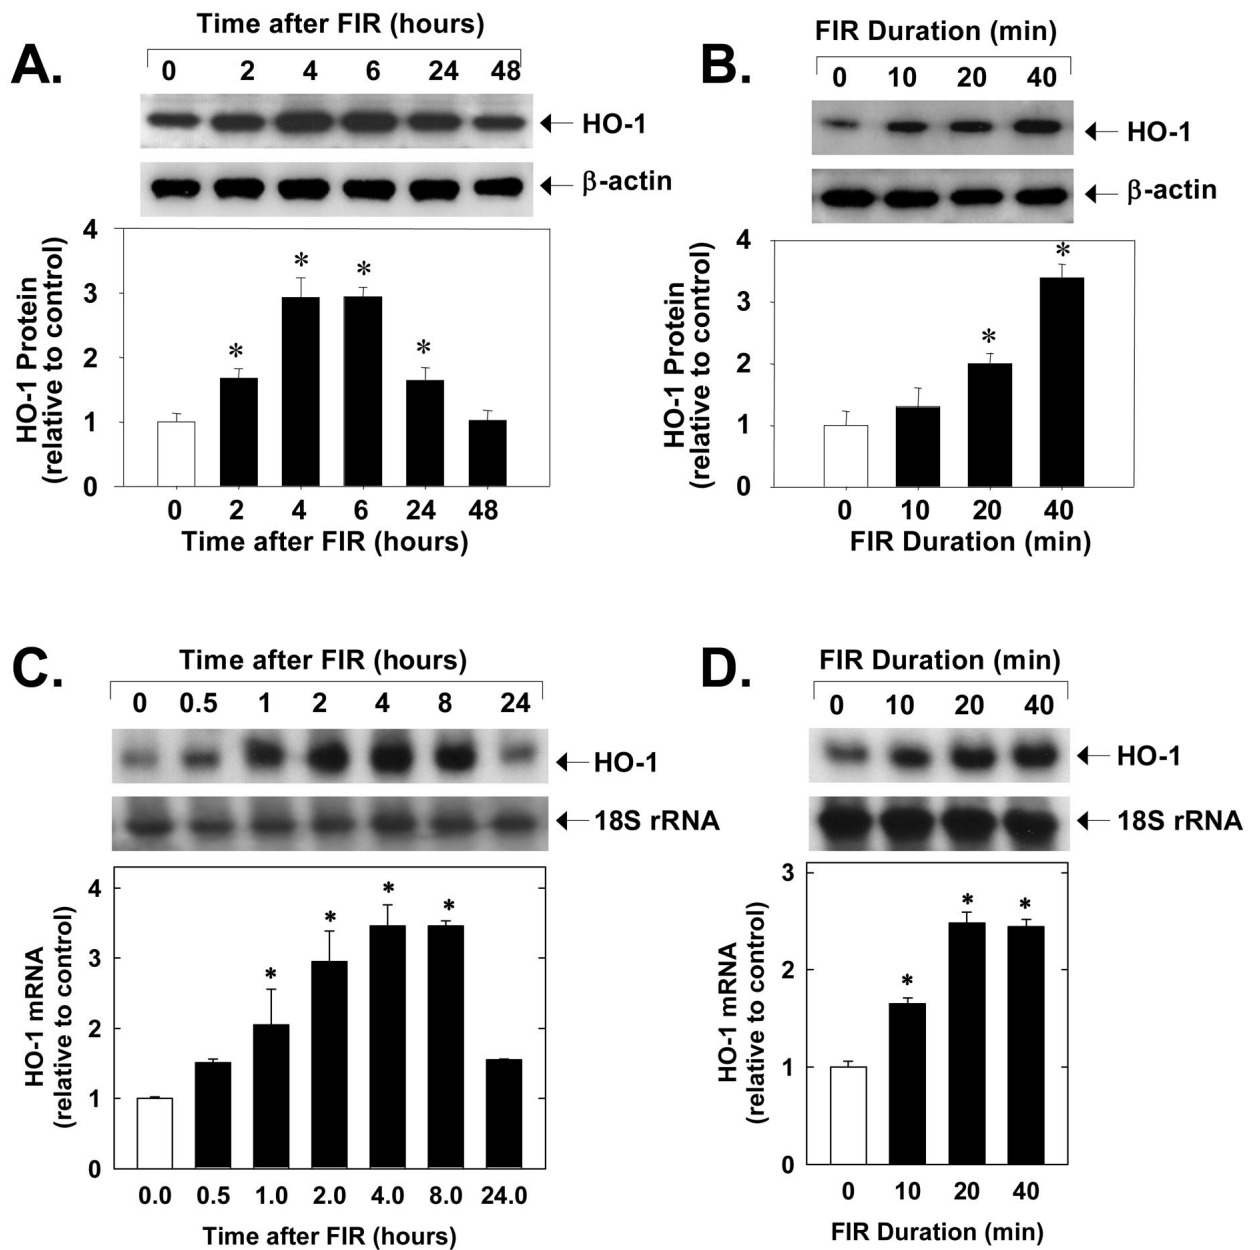 A.
Time after FIR (hours)
0 2 4 6 24 48
HO-1
β-actin
HO-1 Protein
(relative to control)
4
3
2
1
0
* * * *
0 2 4 6 24 48
Time after FIR (hours)
B.
FIR Duration (min)
0 10 20 40
HO-1
β-actin
HO-1 Protein
(relative to control)
4
3
2
1
0
* *
0 10 20 40
FIR Duration (min)
C.
Time after FIR (hours)
0 0.5 1 2 4 8 24
HO-1
18S rRNA
HO-1 mRNA
(relative to control)
4
3
2
1
0
* * * *
0.0 0.5 1.0 2.0 4.0 8.0 24.0
Time after FIR (hours)
D.
FIR Duration (min)
0 10 20 40
HO-1
18S rRNA
HO-1 mRNA
(relative to control)
3
2
1
0
* * *
0 10 20 40
FIR Duration (min)